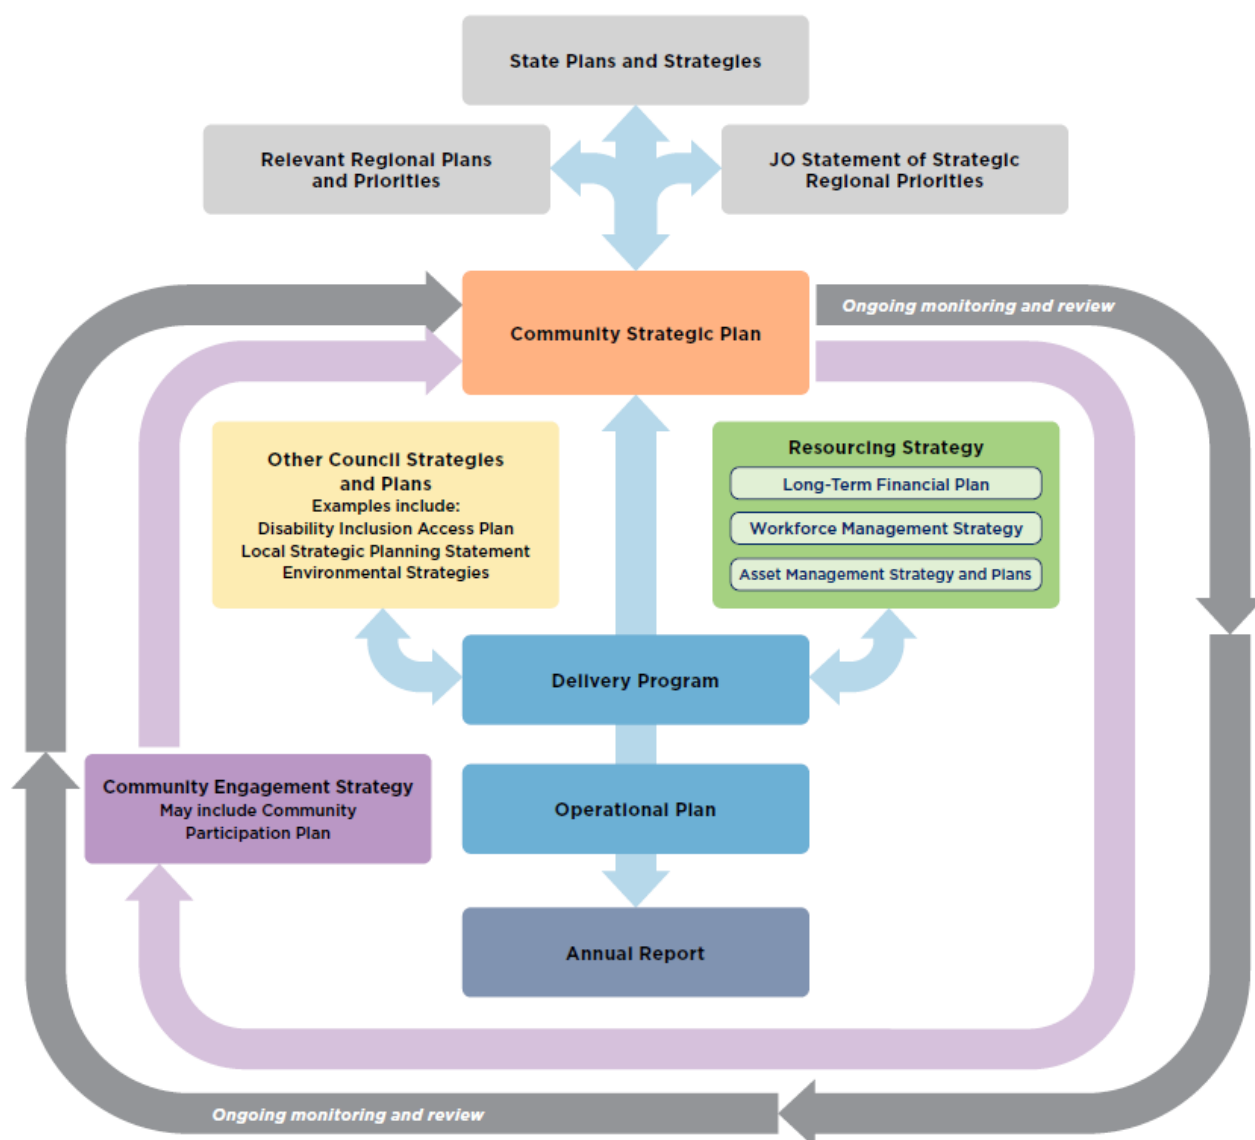 State Plans and Strategies
Relevant Regional Plans
and Priorities
JO Statement of Strategic
Regional Priorities
Community Strategic Plan
Ongoing monitoring and review
Other Council Strategies
and Plans
Examples include:
Disability Inclusion Access Plan
Local Strategic Planning Statement
Environmental Strategies
Resourcing Strategy
Long-Term Financial Plan
Workforce Management Strategy
Asset Management Strategy and Plans
Delivery Program
Community Engagement Strategy
May include Community
Participation Plan
Operational Plan
Annual Report
Ongoing monitoring and review